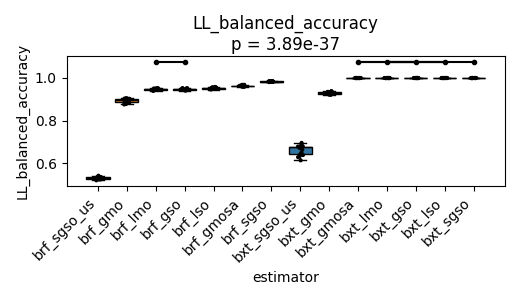 LL_balanced_accuracy
p = 3.89e-37
LL_balanced_accuracy
1.0
0.8
0.6
brf_sgso_us
brf_gmo
brf_lmo
brf_gso
brf_lso
brf_gmosa
brf_sgso
bxt_sgso_us
bxt_gmo
bxt_gmosa
bxt_lmo
bxt_gso
bxt_lso
bxt_sgso
estimator